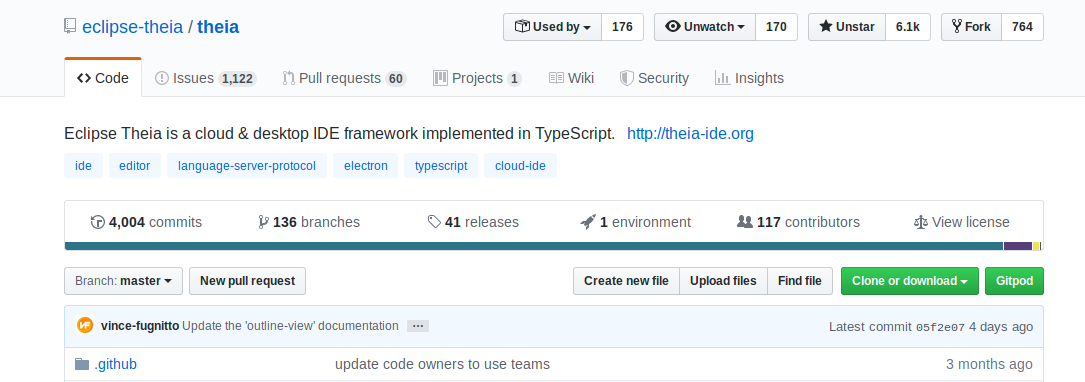 eclipse-theia / theia Used by 176 Unwatch 170 Unstar 6.1k Fork 764
Code Issues 1,122 Pull requests 60 Projects 1 Wiki Security Insights
Eclipse Theia is a cloud & desktop IDE framework implemented in TypeScript. http://theia-ide.org
ide editor language-server-protocol electron typescript cloud-ide
4,004 commits 136 branches 41 releases 1 environment 117 contributors View license
Branch: master New pull request Create new file Upload files Find file Clone or download Gitpod
vince-fugnitto Update the 'outline-view' documentation ... Latest commit 05f2e07 4 days ago
.github update code owners to use teams 3 months ago